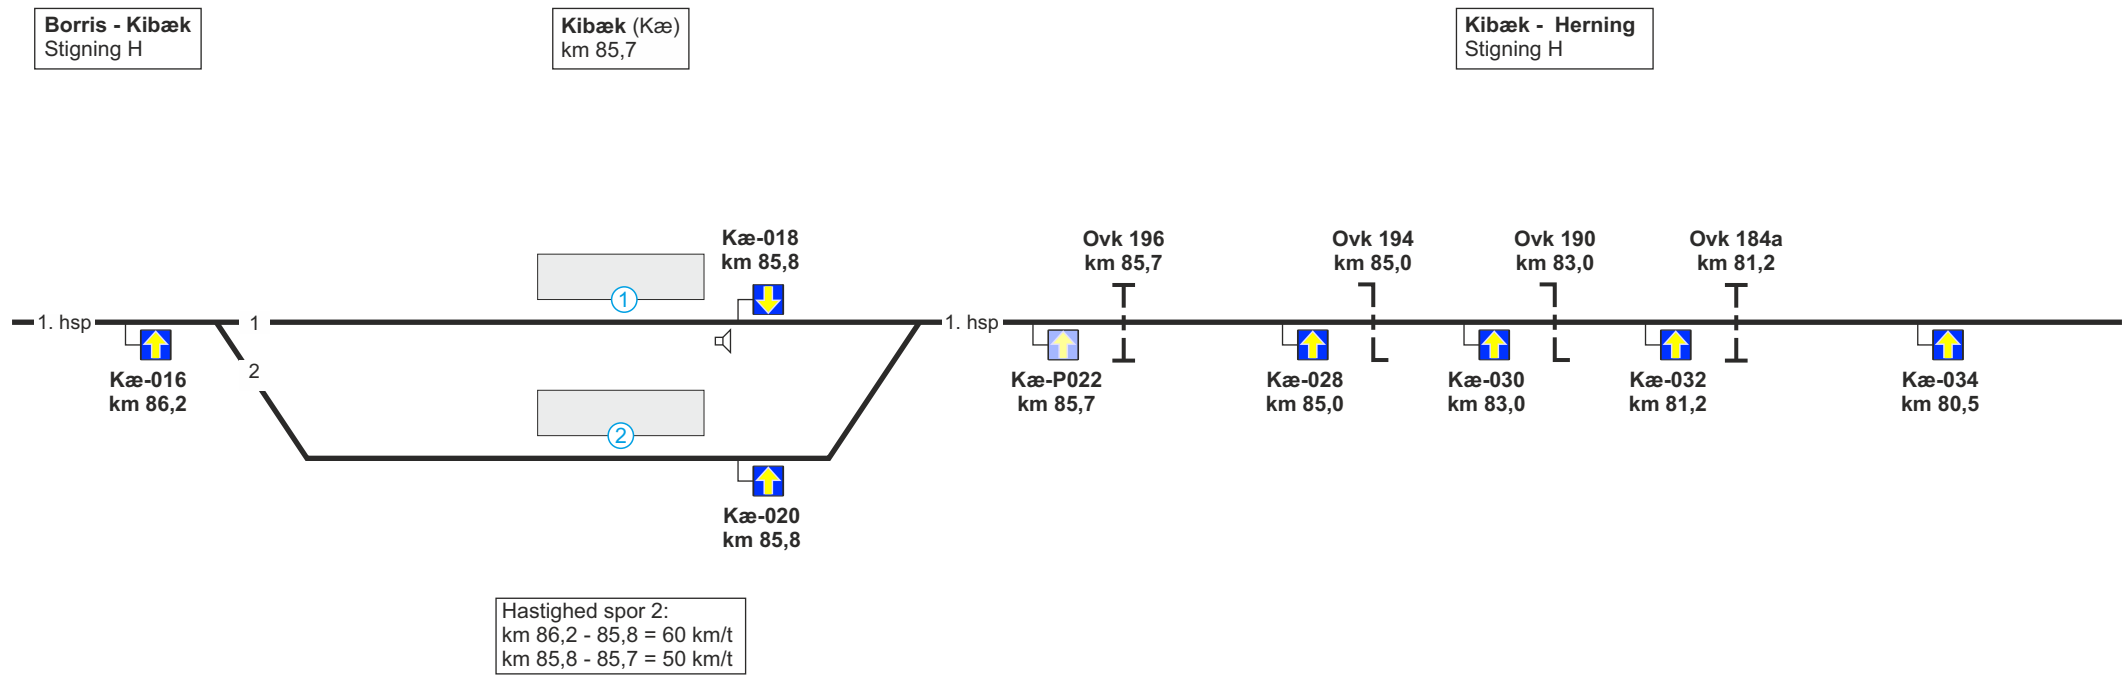 Borris - Kibæk
Stigning H
Kibæk (Kæ)
km 85,7
Kibæk - Herning
Stigning H
Kæ-018
km 85,8
Ovk 196
km 85,7
Ovk 194
km 85,0
Ovk 190
km 83,0
Ovk 184a
km 81,2
1
1. hsp
1
1. hsp
2
Kæ-016
km 86,2
Kæ-P022
km 85,7
Kæ-028
km 85,0
Kæ-030
km 83,0
Kæ-032
km 81,2
Kæ-034
km 80,5
2
Kæ-020
km 85,8
Hastighed spor 2:
km 86,2 - 85,8 = 60 km/t
km 85,8 - 85,7 = 50 km/t